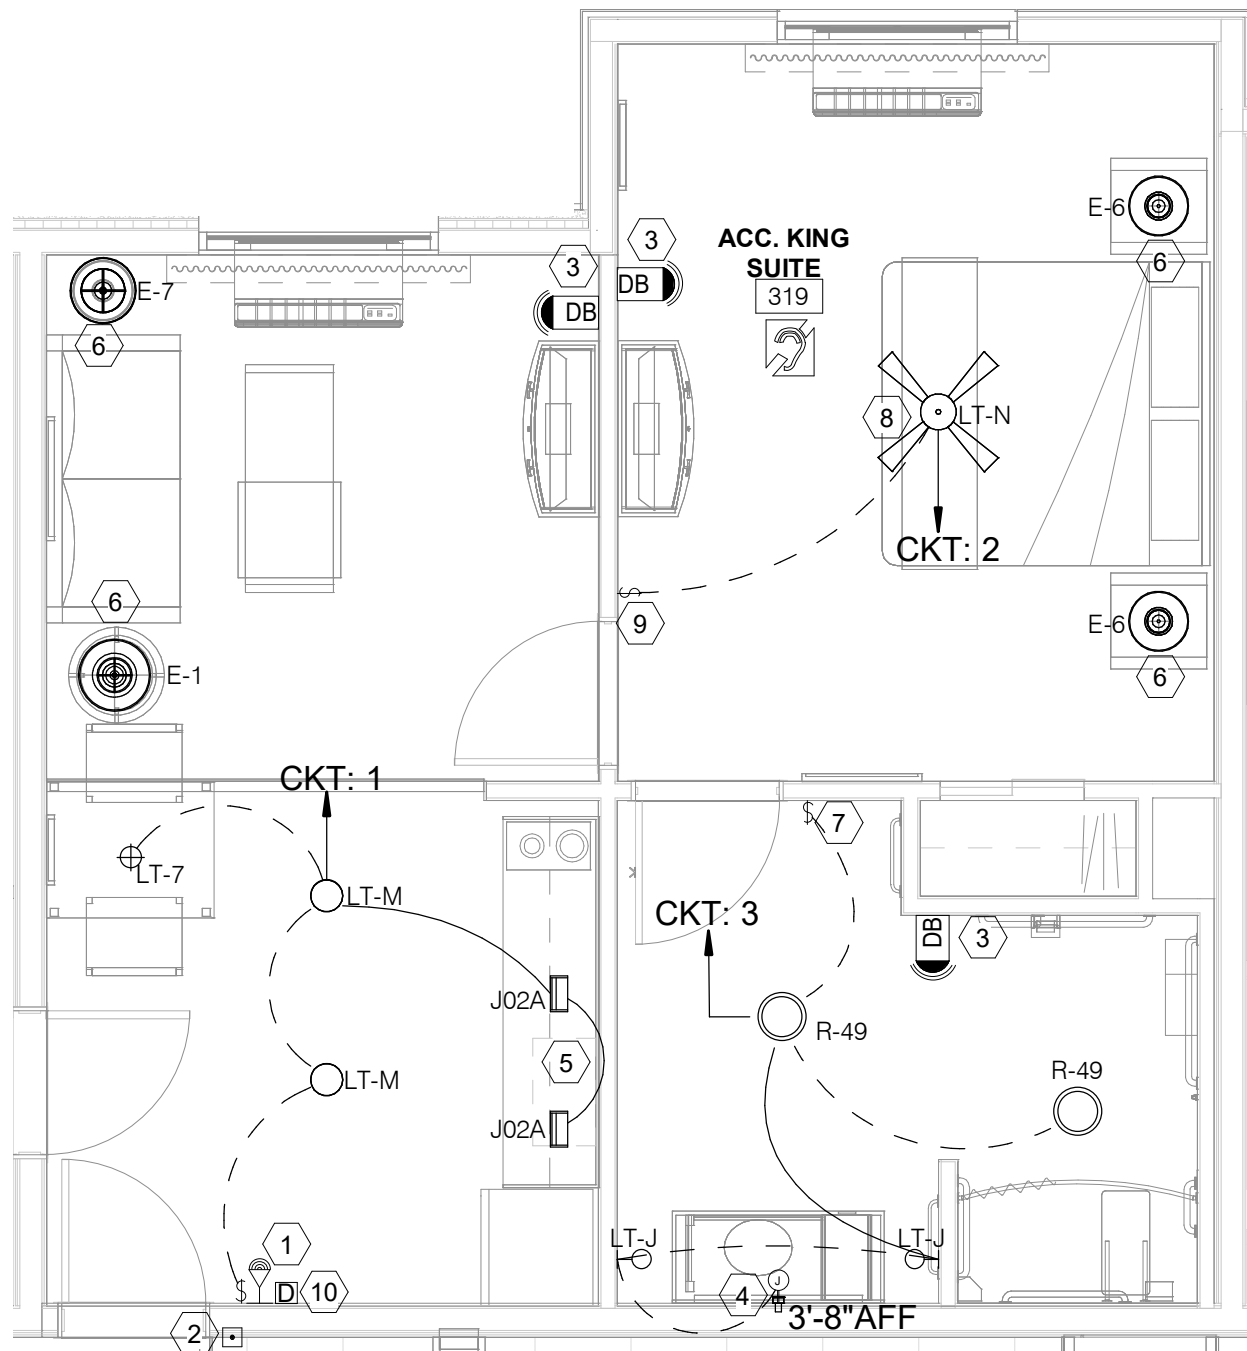 E-6
3
3
ACC. KING
SUITE
6
319
DB
DB
E-7
6
8
LT-N
CKT: 2
6
9
E-6
6
E-1
CKT: 1
$
7
LT-7
LT-M
CKT: 3
DB
3
J02A
R-49
5
R-49
LT-M
J02A
1
LT-J
LT-J
$
D
10
J
4
3'-8"AFF
2
$